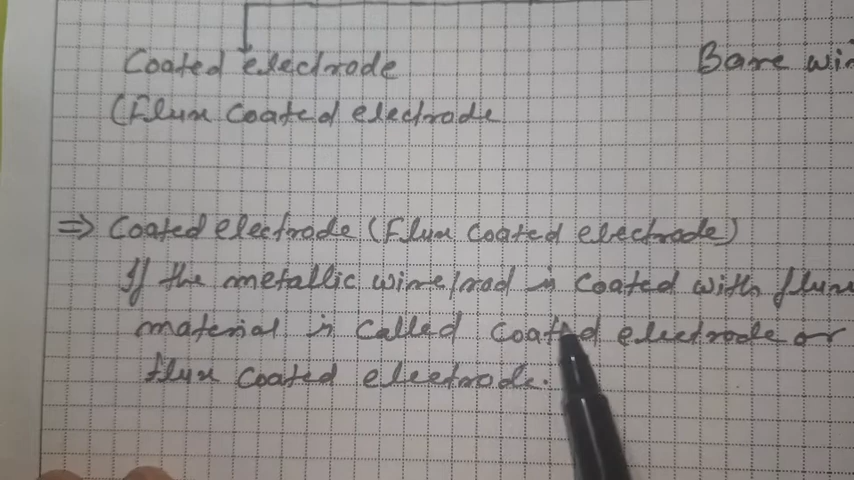 Coated electrode
Bare wi
(Flux coated electrode
⇒ Coated electrode (Flux coated electrode)
If the metallic wire/rod is coated with flux
material is called coated electrode or
flux coated electrode.